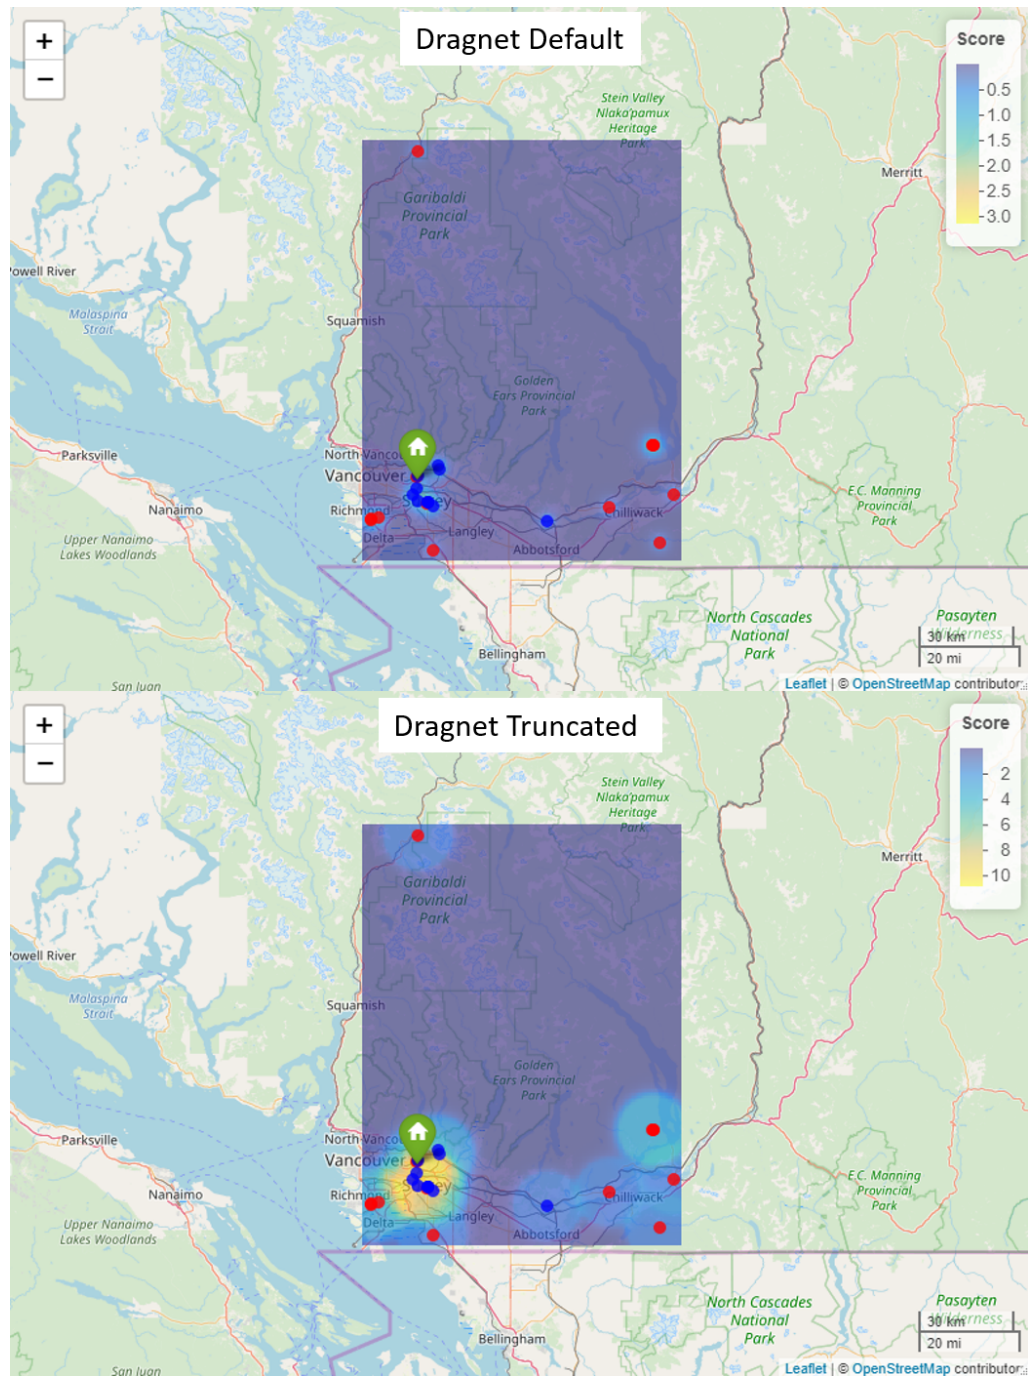 Dragnet Default
+
−
Score
0.5
1.0
1.5
2.0
2.5
3.0
Stein Valley
Nlaka'pamux
Heritage
Park
Merritt
Garibaldi
Provincial
Park
Powell River
Malaspina
Strait
Squamish
Golden
Ears Provincial
Park
Parksville
North Vancou
Vancouver
Nanaimo
Richmond
Delta
Langley
Chilliwack
Abbotsford
E.C. Manning
Provincial
Park
Upper Nanaimo
Lakes Woodlands
North Cascades
National
Park
Pasayten
Wilderness
30 km
20 mi
Bellingham
San Juan
Leaflet | © OpenStreetMap contributor
Dragnet Truncated
+
−
Score
2
4
6
8
10
Stein Valley
Nlaka'pamux
Heritage
Park
Merritt
Garibaldi
Provincial
Park
Powell River
Malaspina
Strait
Squamish
Golden
Ears Provincial
Park
Parksville
North Vancou
Vancouver
Nanaimo
Richmond
Delta
Langley
Chilliwack
Abbotsford
E.C. Manning
Provincial
Park
Upper Nanaimo
Lakes Woodlands
North Cascades
National
Park
Pasayten
Wilderness
30 km
20 mi
Bellingham
San Juan
Leaflet | © OpenStreetMap contributor